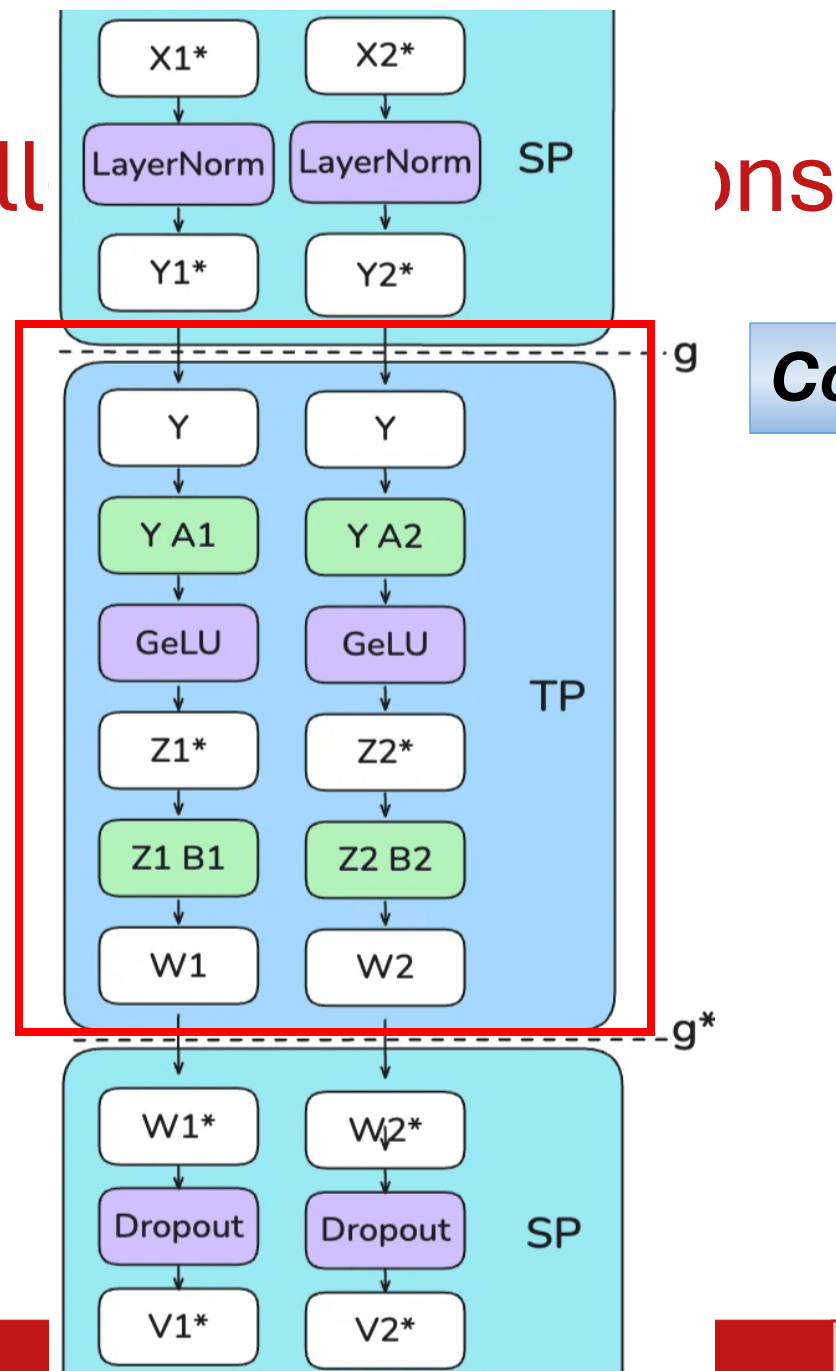 X1* X2*
LayerNorm LayerNorm SP
Y1* Y2*
g
Y Y
Y A1 Y A2
GeLU GeLU
TP
Z1* Z2*
Z1 B1 Z2 B2
W1 W2
g*
W1* W2*
Dropout Dropout SP
V1* V2*